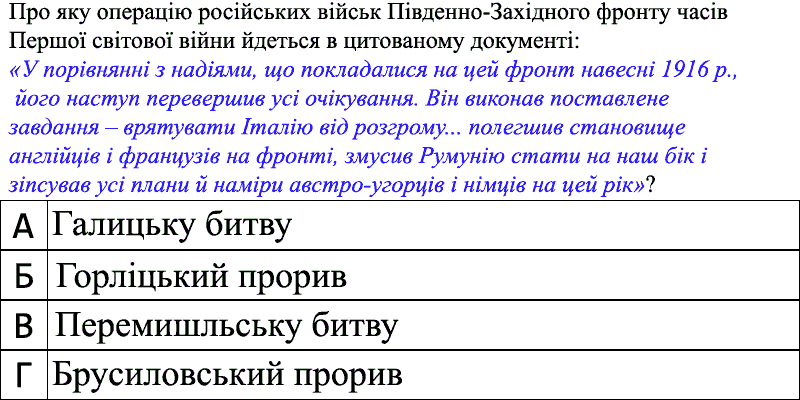 Про яку операцію російських військ Південно-Західного фронту часів
Першої світової війни йдеться в цитованому документі:
«У порівнянні з надіями, що покладалися на цей фронт навесні 1916 р.,
його наступ перевершив усі очікування. Він виконав поставлене
завдання – врятувати Італію від розгрому... полегшив становище
англійців і французів на фронті, змусив Румунію стати на наш бік і
зіпсував усі плани й наміри австро-угорців і німців на цей рік»?
А Галицьку битву
Б Горліцький прорив
В Перемишльську битву
Г Брусиловський прорив